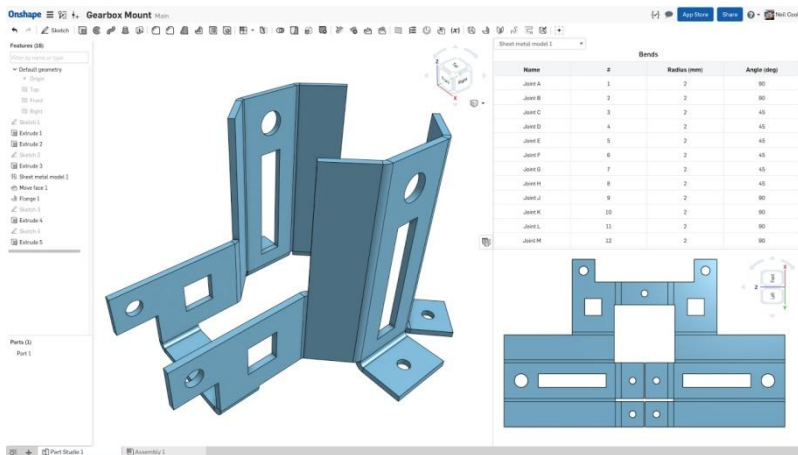 Onshape Gearbox Mount Main
App Store Share Neil Cool
Sketch
Features (18)
Filter by name or type
Default geometry
Origin
Top
Front
Right
Sketch 1
Extrude 1
Extrude 2
Sketch 2
Extrude 3
Sheet metal model 1
Move face 1
Flange 1
Sketch 3
Extrude 4
Sketch 4
Extrude 5
Parts (1)
Part 1
Z
Top
Front Right
X
Sheet metal model 1
Bends
Name # Radius (mm) Angle (deg)
Joint A 1 2 90
Joint B 2 2 90
Joint C 3 2 45
Joint D 4 2 45
Joint E 5 2 45
Joint F 6 2 45
Joint G 7 2 45
Joint H 8 2 45
Joint J 9 2 90
Joint K 10 2 90
Joint L 11 2 90
Joint M 12 2 90
X
Z
Left
Part Studio 1 Assembly 1